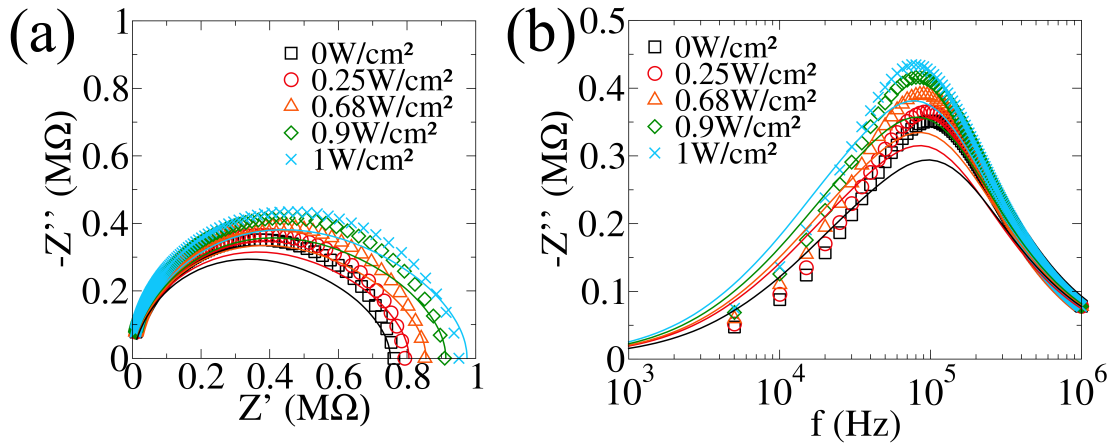 (a)
1
0.8
0.6
0.4
0.2
0
-Z'' (MΩ)
0W/cm²
0.25W/cm²
0.68W/cm²
0.9W/cm²
1W/cm²
0 0.2 0.4 0.6 0.8 1
Z' (MΩ)
(b)
0.5
0.4
0.3
0.2
0.1
0
-Z'' (MΩ)
0W/cm²
0.25W/cm²
0.68W/cm²
0.9W/cm²
1W/cm²
10³ 10⁴ 10⁵ 10⁶
f (Hz)